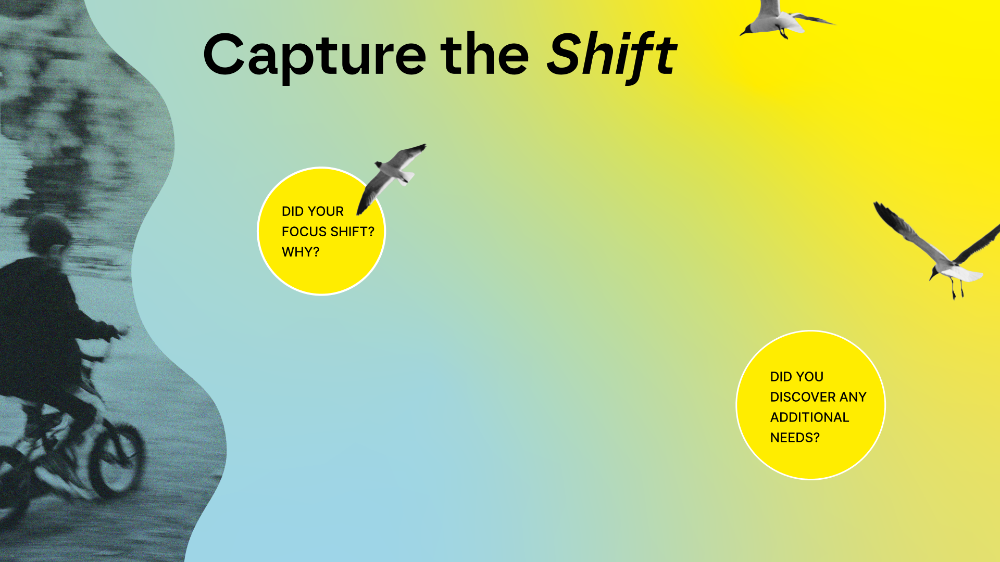 Capture the Shift
DID YOUR
FOCUS SHIFT?
WHY?
DID YOU
DISCOVER ANY
ADDITIONAL
NEEDS?